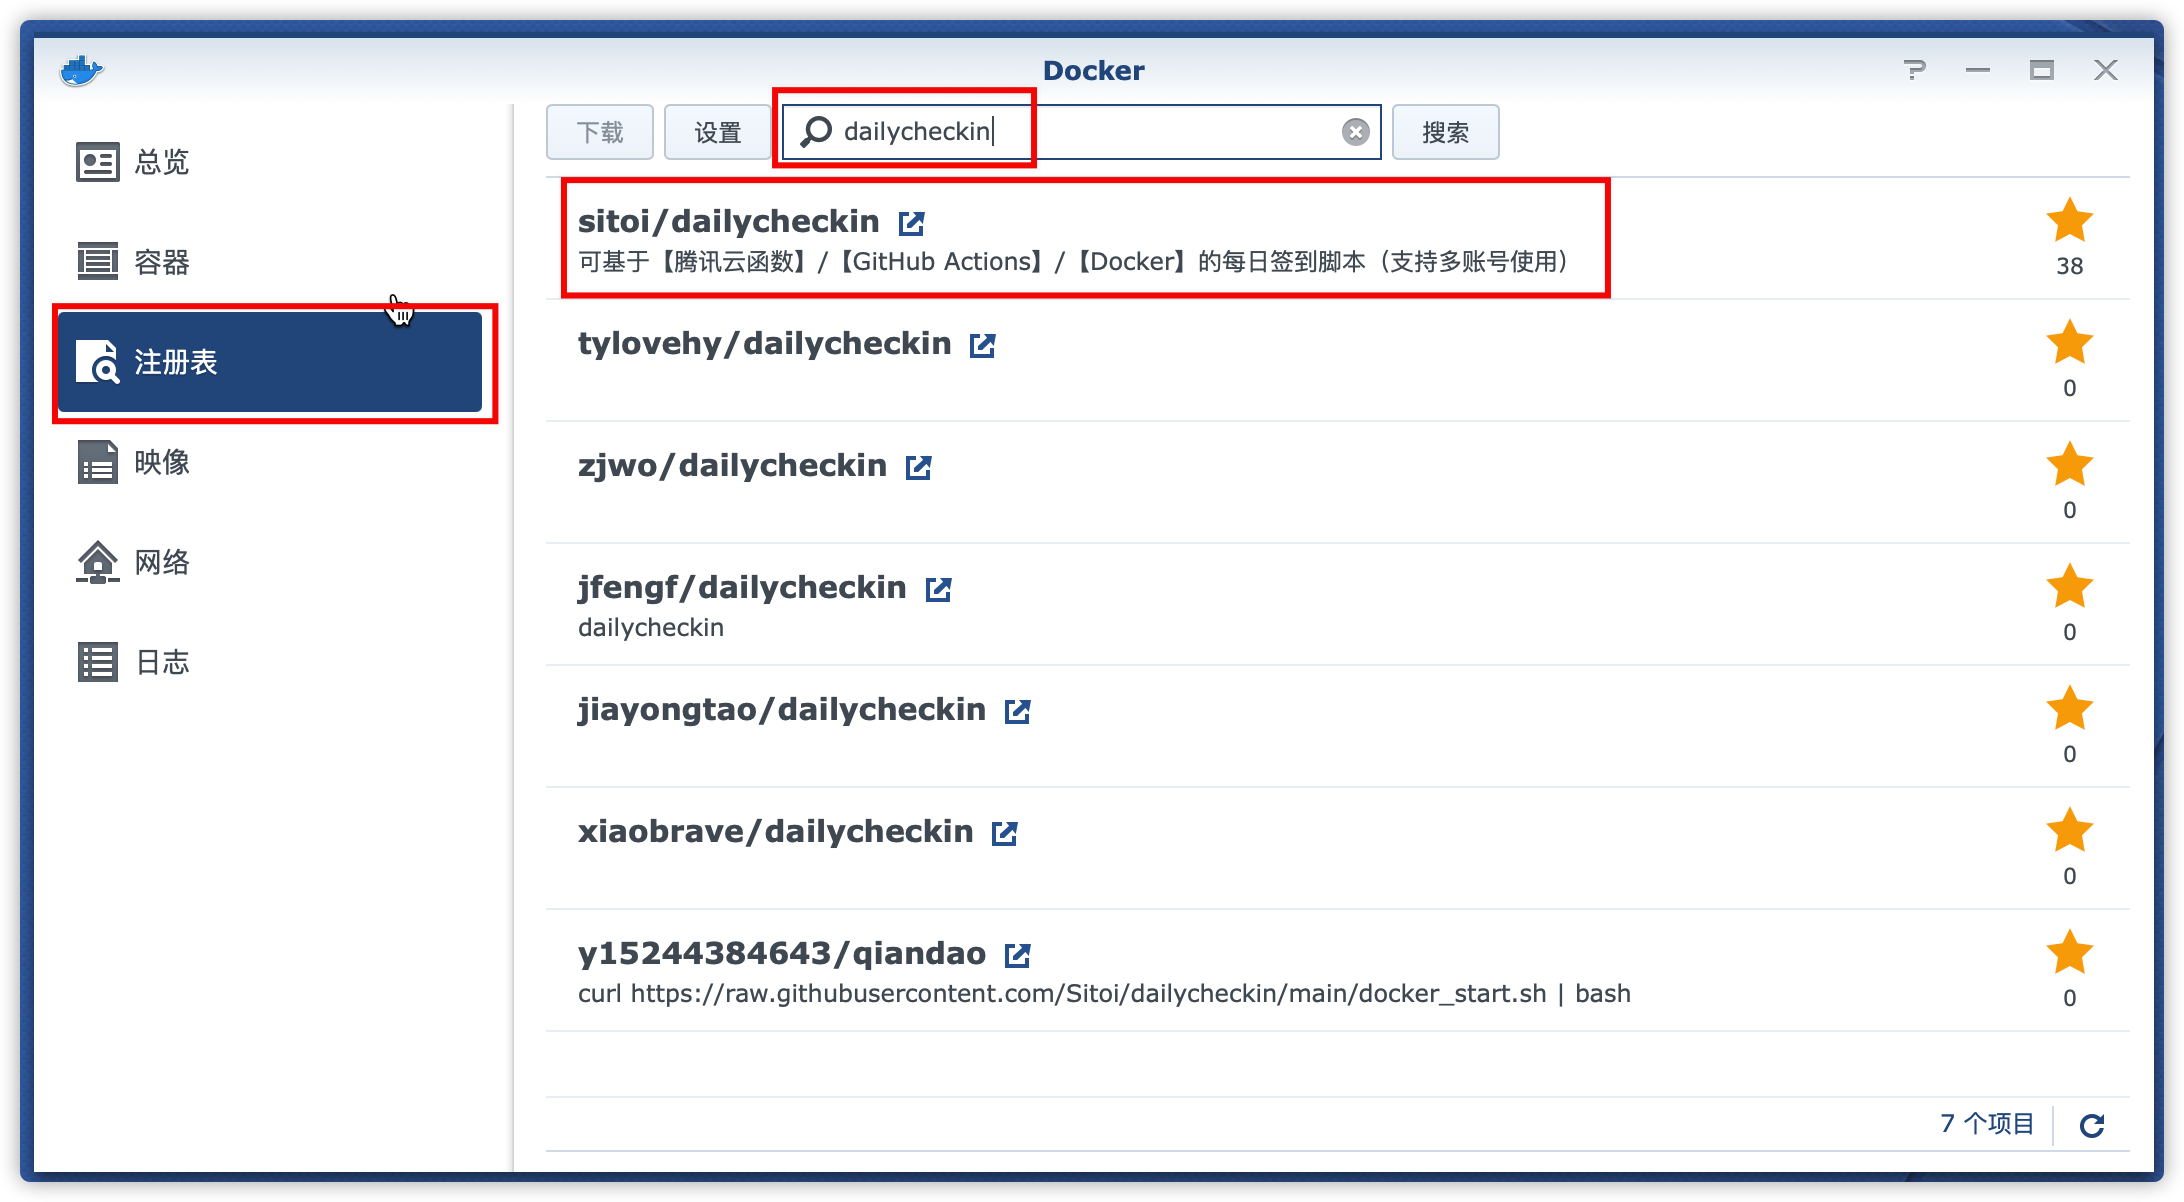 Docker
总览
容器
注册表
映像
网络
日志
下载
设置
dailycheckin
搜索
sitoi/dailycheckin
可基于【腾讯云函数】/【GitHub Actions】/【Docker】的每日签到脚本（支持多账号使用）
38
tylovehy/dailycheckin
0
zjwo/dailycheckin
0
jfengf/dailycheckin
dailycheckin
0
jiayongtao/dailycheckin
0
xiaobrave/dailycheckin
0
y15244384643/qiandao
curl https://raw.githubusercontent.com/Sitoi/dailycheckin/main/docker_start.sh | bash
0
7 个项目